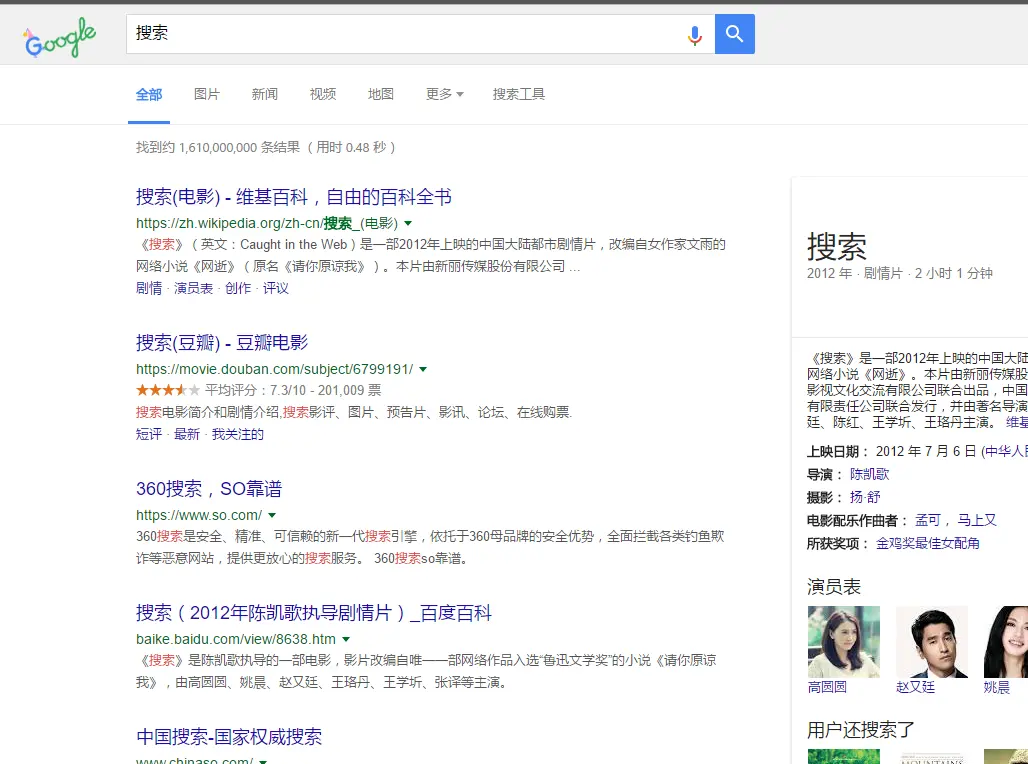 Google
搜索
全部 图片 新闻 视频 地图 更多 搜索工具
找到约 1,610,000,000 条结果 （用时 0.48 秒）
搜索(电影) - 维基百科，自由的百科全书
https://zh.wikipedia.org/zh-cn/搜索_(电影)
《搜索》（英文：Caught in the Web）是一部2012年上映的中国大陆都市剧情片，改编自女作家文雨的
网络小说《网逝》（原名《请你原谅我》）。本片由新丽传媒股份有限公司 ...
剧情 · 演员表 · 创作 · 评议
搜索(豆瓣) - 豆瓣电影
https://movie.douban.com/subject/6799191/
平均评分：7.3/10 - 201,009 票
搜索电影简介和剧情介绍,搜索影评、图片、预告片、影讯、论坛、在线购票.
短评 · 最新 · 我关注的
360搜索，SO靠谱
https://www.so.com/
360搜索是安全、精准、可信赖的新一代搜索引擎，依托于360母品牌的安全优势，全面拦截各类钓鱼欺
诈等恶意网站，提供更放心的搜索服务。 360搜索so靠谱。
搜索（2012年陈凯歌执导剧情片）_百度百科
baike.baidu.com/view/8638.htm
《搜索》是陈凯歌执导的一部电影，影片改编自唯一一部网络作品入选“鲁迅文学奖”的小说《请你原谅
我》，由高圆圆、姚晨、赵又廷、王珞丹、王学圻、张译等主演。
中国搜索-国家权威搜索
www.chinaso.com/
搜索
2012 年 · 剧情片 · 2 小时 1 分钟
《搜索》是一部2012年上映的中国大陆
网络小说《网逝》。本片由新丽传媒股
影视文化交流有限公司联合出品，中国
有限责任公司联合发行，并由著名导演
廷、陈红、王学圻、王珞丹主演。 维基
上映日期： 2012 年 7 月 6 日 (中华人民
导演： 陈凯歌
摄影： 扬·舒
电影配乐作曲者： 孟可， 马上又
所获奖项： 金鸡奖最佳女配角
演员表
高圆圆 赵又廷 姚晨
用户还搜索了
MOUNTAINS